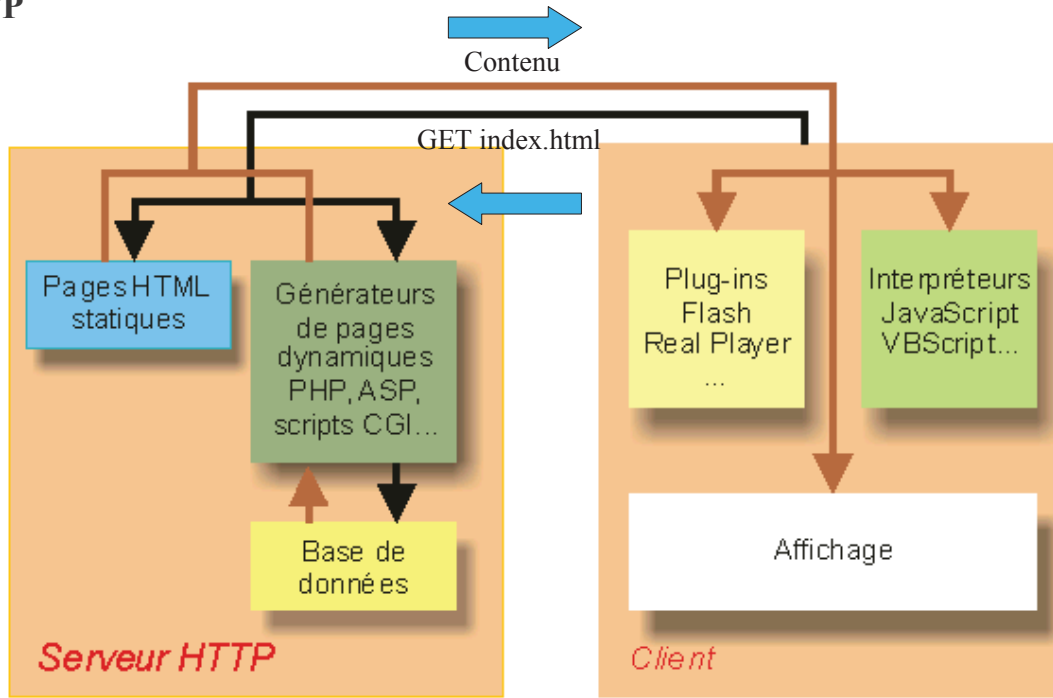 P
Contenu
GET index.html
Pages HTML
statiques
Générateurs
de pages
dynamiques
PHP, ASP,
scripts CGI...
Base de
données
Serveur HTTP
Plug-ins
Flash
Real Player
...
Interpréteurs
JavaScript
VBScript...
Affichage
Client